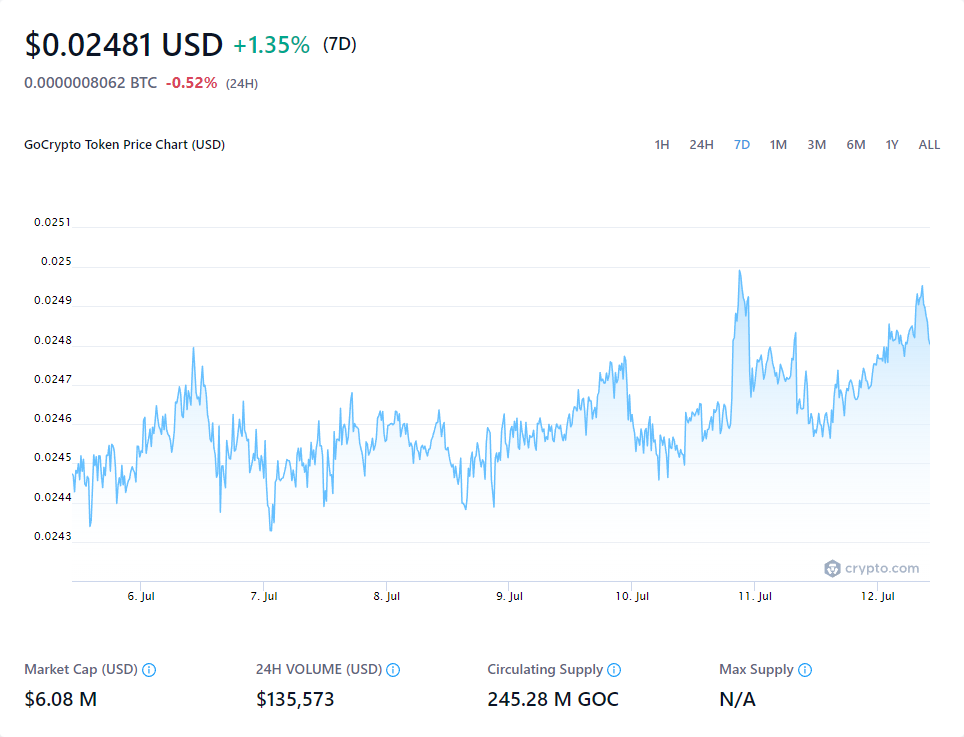 $0.02481 USD +1.35% (7D)
0.0000008062 BTC -0.52% (24H)
GoCrypto Token Price Chart (USD) 1H 24H 7D 1M 3M 6M 1Y ALL
0.0251
0.025
0.0249
0.0248
0.0247
0.0246
0.0245
0.0244
0.0243
crypto.com
6. Jul 7. Jul 8. Jul 9. Jul 10. Jul 11. Jul 12. Jul
Market Cap (USD) 24H VOLUME (USD) Circulating Supply Max Supply
$6.08 M $135,573 245.28 M GOC N/A